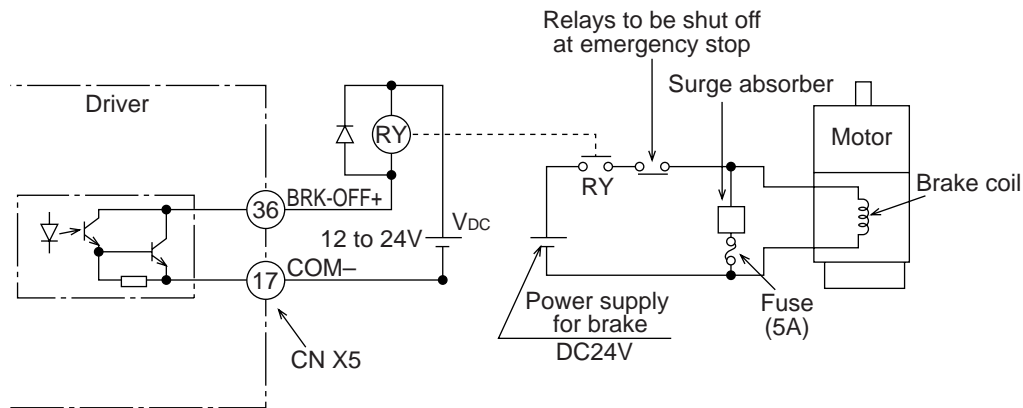 Relays to be shut off
at emergency stop
Surge absorber
Driver
RY
Motor
RY
Brake coil
36
BRK-OFF+
VDC
12 to 24V
17
COM–
Power supply
for brake
DC24V
Fuse
(5A)
CN X5